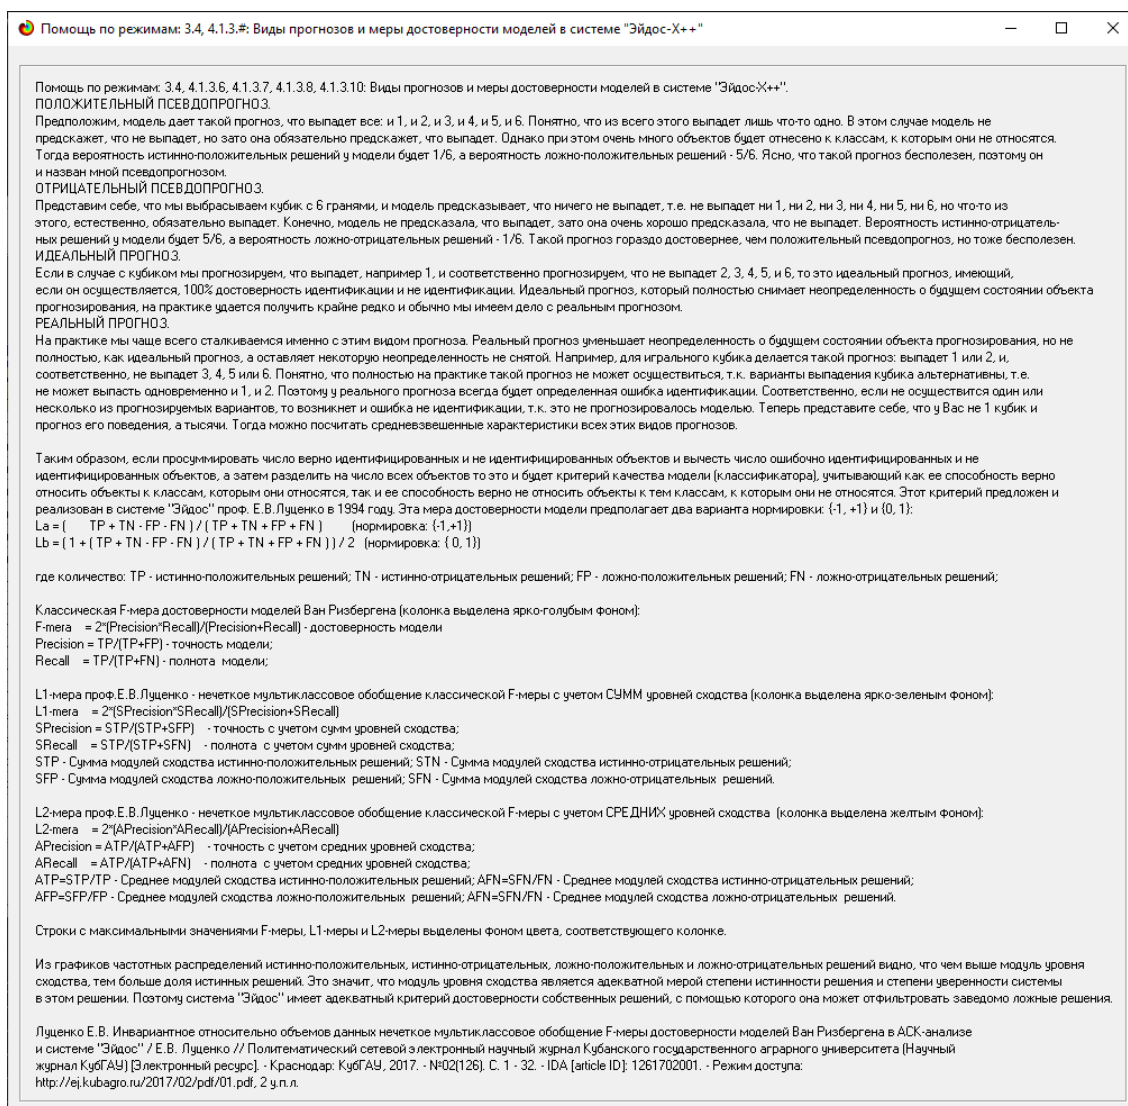 Помощь по режимам: 3.4, 4.1.3.#: Виды прогнозов и меры достоверности моделей в системе "Эйдос-Х++"
Помощь по режимам: 3.4, 4.1.3.6, 4.1.3.7, 4.1.3.8, 4.1.3.10: Виды прогнозов и меры достоверности моделей в системе "Эйдос-Х++".
ПОЛОЖИТЕЛЬНЫЙ ПСЕВДОПРОГНОЗ.
Предположим, модель дает такой прогноз, что выпадет все: и 1, и 2, и 3, и 4, и 5, и 6. Понятно, что из всего этого выпадет лишь что-то одно. В этом случае модель не
предскажет, что не выпадет, но зато она обязательно предскажет, что выпадет. Однако при этом очень много объектов будет отнесено к классам, к которым они не относятся.
Тогда вероятность истинно-положительных решений у модели будет 1/6, а вероятность ложно-положительных решений - 5/6. Ясно, что такой прогноз бесполезен, поэтому он
и назван мной псевдопрогнозом.
ОТРИЦАТЕЛЬНЫЙ ПСЕВДОПРОГНОЗ.
Представим себе, что мы выбрасываем кубик с 6 гранями, и модель предсказывает, что ничего не выпадет, т.е. не выпадет ни 1, ни 2, ни 3, ни 4, ни 5, ни 6, но что-то из
этого, естественно, обязательно выпадет. Конечно, модель не предсказала, что выпадет, зато она очень хорошо предсказала, что не выпадет. Вероятность истинно-отрицатель-
ных решений у модели будет 5/6, а вероятность ложно-отрицательных решений - 1/6. Такой прогноз гораздо достовернее, чем положительный псевдопрогноз, но тоже бесполезен.
ИДЕАЛЬНЫЙ ПРОГНОЗ.
Если в случае с кубиком мы прогнозируем, что выпадет, например 1, и соответственно прогнозируем, что не выпадет 2, 3, 4, 5, и 6, то это идеальный прогноз, имеющий,
если он осуществляется, 100% достоверность идентификации и не идентификации. Идеальный прогноз, который полностью снимает неопределенность о будущем состоянии объекта
прогнозирования, на практике удается получить крайне редко и обычно мы имеем дело с реальным прогнозом.
РЕАЛЬНЫЙ ПРОГНОЗ.
На практике мы чаще всего сталкиваемся именно с этим видом прогноза. Реальный прогноз уменьшает неопределенность о будущем состоянии объекта прогнозирования, но не
полностью, как идеальный прогноз, а оставляет некоторую неопределенность не снятой. Например, для игрального кубика делается такой прогноз: выпадет 1 или 2, и,
соответственно, не выпадет 3, 4, 5 или 6. Понятно, что полностью на практике такой прогноз не может осуществиться, т.к. варианты выпадения кубика альтернативны, т.е.
не может выпасть одновременно и 1, и 2. Поэтому у реального прогноза всегда будет определенная ошибка идентификации. Соответственно, если не осуществится один или
несколько из прогнозируемых вариантов, то возникнет и ошибка не идентификации, т.к. это не прогнозировалось моделью. Теперь представите себе, что у Вас не 1 кубик и
прогноз его поведения, а тысячи. Тогда можно посчитать средневзвешенные характеристики всех этих видов прогнозов.
Таким образом, если просуммировать число верно идентифицированных и не идентифицированных объектов и вычесть число ошибочно идентифицированных и не
идентифицированных объектов, а затем разделить на число всех объектов то это и будет критерий качества модели (классификатора), учитывающий как ее способность верно
относить объекты к классам, которым они относятся, так и ее способность верно не относить объекты к тем классам, к которым они не относятся. Этот критерий предложен и
реализован в системе "Эйдос" проф. Е.В.Луценко в 1994 году. Эта мера достоверности модели предполагает два варианта нормировки: {-1, +1} и {0, 1}:
La = ( TP + TN - FP - FN ) / ( TP + TN + FP + FN ) (нормировка: {-1,+1})
Lb = ( 1 + ( TP + TN - FP - FN ) / ( TP + TN + FP + FN ) ) / 2 (нормировка: { 0, 1})
где количество: TP - истинно-положительных решений; TN - истинно-отрицательных решений; FP - ложно-положительных решений; FN - ложно-отрицательных решений;
Классическая F-мера достоверности моделей Ван Ризбергена (колонка выделена ярко-голубым фоном):
F-mera = 2*(Precision*Recall)/(Precision+Recall) - достоверность модели
Precision = TP/(TP+FP) - точность модели;
Recall = TP/(TP+FN) - полнота модели;
L1-мера проф.Е.В.Луценко - нечеткое мультиклассовое обобщение классической F-меры с учетом СУММ уровней сходства (колонка выделена ярко-зеленым фоном):
L1-mera = 2*(SPrecision*SRecall)/(SPrecision+SRecall)
SPrecision = STP/(STP+SFP) - точность с учетом сумм уровней сходства;
SRecall = STP/(STP+SFN) - полнота с учетом сумм уровней сходства;
STP - Сумма модулей сходства истинно-положительных решений; STN - Сумма модулей сходства истинно-отрицательных решений;
SFP - Сумма модулей сходства ложно-положительных решений; SFN - Сумма модулей сходства ложно-отрицательных решений.
L2-мера проф.Е.В.Луценко - нечеткое мультиклассовое обобщение классической F-меры с учетом СРЕДНИХ уровней сходства (колонка выделена желтым фоном):
L2-mera = 2*(APrecision*ARecall)/(APrecision+ARecall)
APrecision = ATP/(ATP+AFP) - точность с учетом средних уровней сходства;
ARecall = ATP/(ATP+AFN) - полнота с учетом средних уровней сходства;
ATP=STP/TP - Среднее модулей сходства истинно-положительных решений; AFN=SFN/FN - Среднее модулей сходства истинно-отрицательных решений;
AFP=SFP/FP - Среднее модулей сходства ложно-положительных решений; AFN=SFN/FN - Среднее модулей сходства ложно-отрицательных решений.
Строки с максимальными значениями F-меры, L1-меры и L2-меры выделены фоном цвета, соответствующего колонке.
Из графиков частотных распределений истинно-положительных, истинно-отрицательных, ложно-положительных и ложно-отрицательных решений видно, что чем выше модуль уровня
сходства, тем больше доля истинных решений. Это значит, что модуль уровня сходства является адекватной мерой степени истинности решения и степени уверенности системы
в этом решении. Поэтому система "Эйдос" имеет адекватный критерий достоверности собственных решений, с помощью которого она может отфильтровать заведомо ложные решения.
Луценко Е.В. Инвариантное относительно объемов данных нечеткое мультиклассовое обобщение F-меры достоверности моделей Ван Ризбергена в АСК-анализе
и системе "Эйдос" / Е.В. Луценко // Политематический сетевой электронный научный журнал Кубанского государственного аграрного университета (Научный
журнал КубГАУ) [Электронный ресурс]. - Краснодар: КубГАУ, 2017. - №02(126). С. 1 - 32. - IDA [article ID]: 1261702001. - Режим доступа:
http://ej.kubagro.ru/2017/02/pdf/01.pdf, 2 у.п.л.